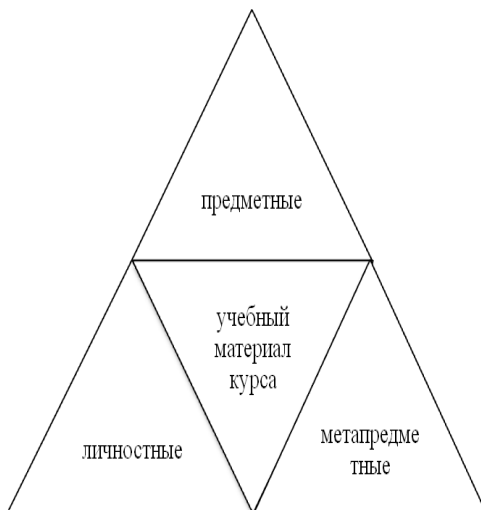 предметные
учебный
материал
курса
личностные
метапредме
тные